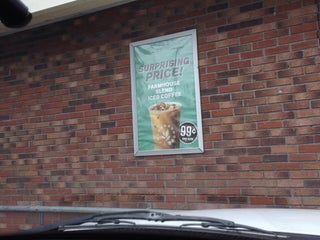 SURPRISING
PRICE!
FARMHOUSE
BLEND
ICED COFFEE
99¢